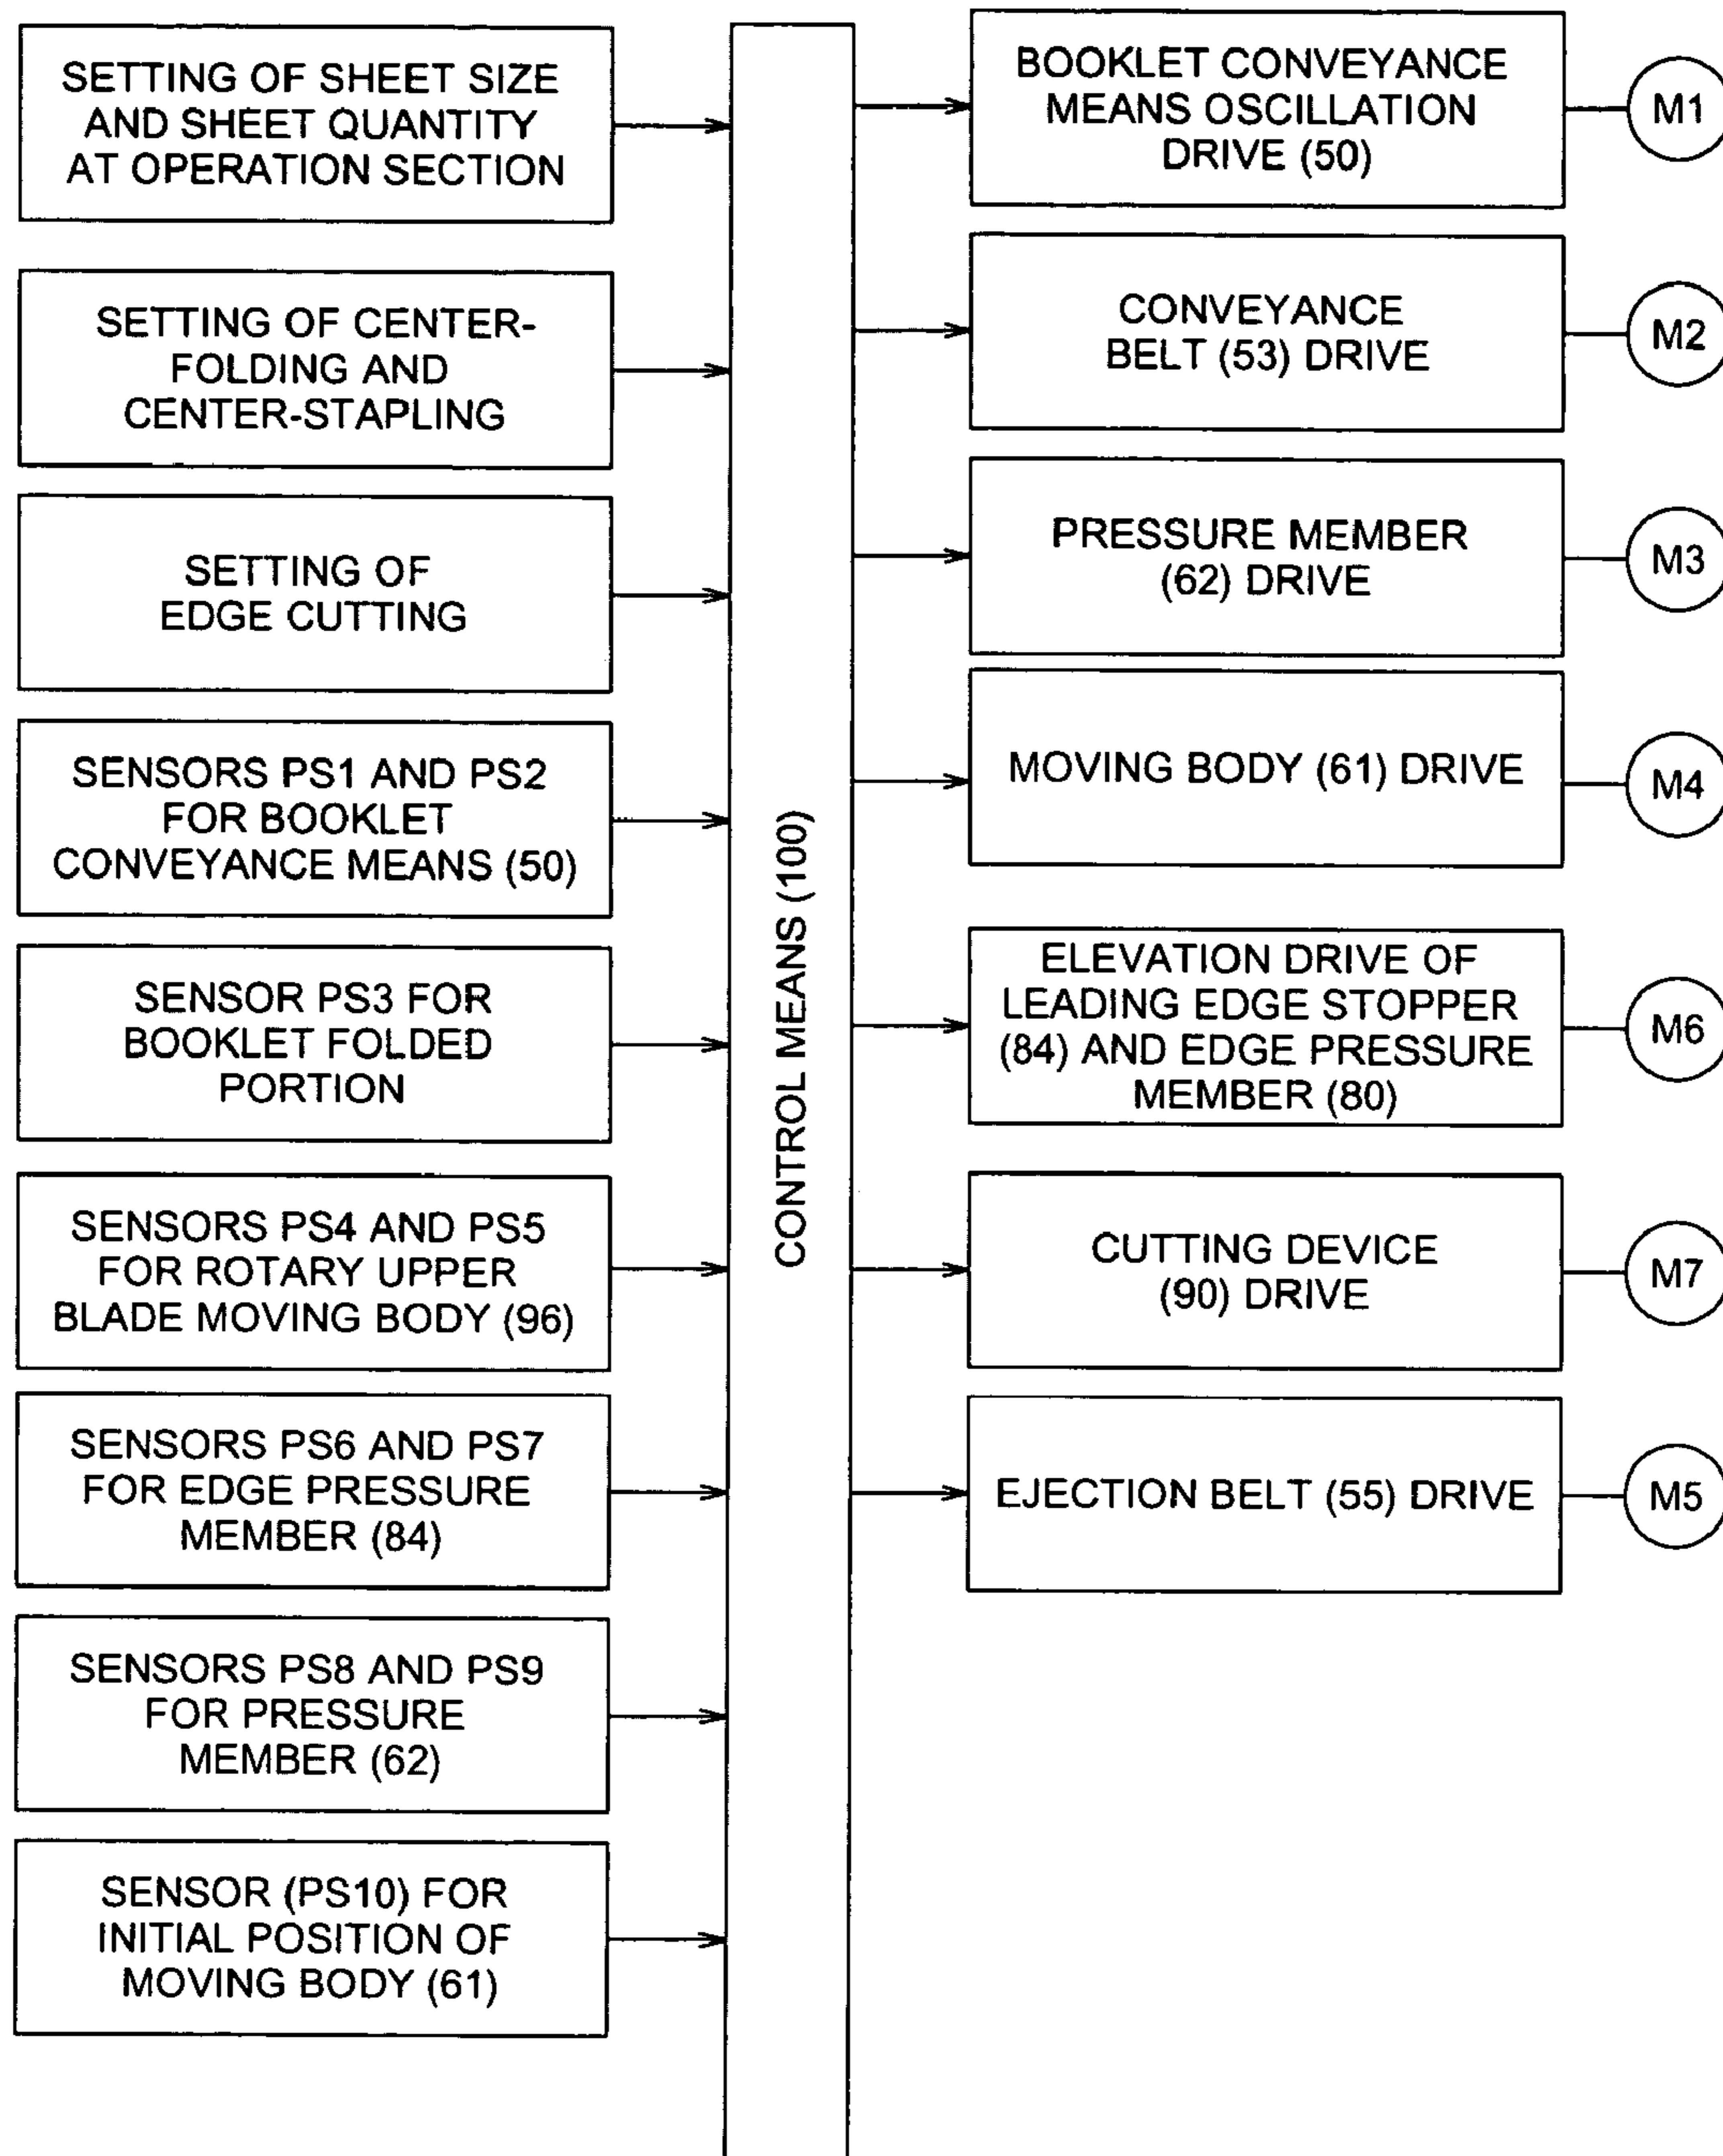 SETTING OF SHEET SIZE
AND SHEET QUANTITY
AT OPERATION SECTION
SETTING OF CENTER-
FOLDING AND
CENTER-STAPLING
SETTING OF
EDGE CUTTING
SENSORS PS1 AND PS2
FOR BOOKLET
CONVEYANCE MEANS (50)
SENSOR PS3 FOR
BOOKLET FOLDED
PORTION
SENSORS PS4 AND PS5
FOR ROTARY UPPER
BLADE MOVING BODY (96)
SENSORS PS6 AND PS7
FOR EDGE PRESSURE
MEMBER (84)
SENSORS PS8 AND PS9
FOR PRESSURE
MEMBER (62)
SENSOR (PS10) FOR
INITIAL POSITION OF
MOVING BODY (61)
CONTROL MEANS (100)
BOOKLET CONVEYANCE
MEANS OSCILLATION
DRIVE (50)
M1
CONVEYANCE
BELT (53) DRIVE
M2
PRESSURE MEMBER
(62) DRIVE
M3
MOVING BODY (61) DRIVE
M4
ELEVATION DRIVE OF
LEADING EDGE STOPPER
(84) AND EDGE PRESSURE
MEMBER (80)
M6
CUTTING DEVICE
(90) DRIVE
M7
EJECTION BELT (55) DRIVE
M5